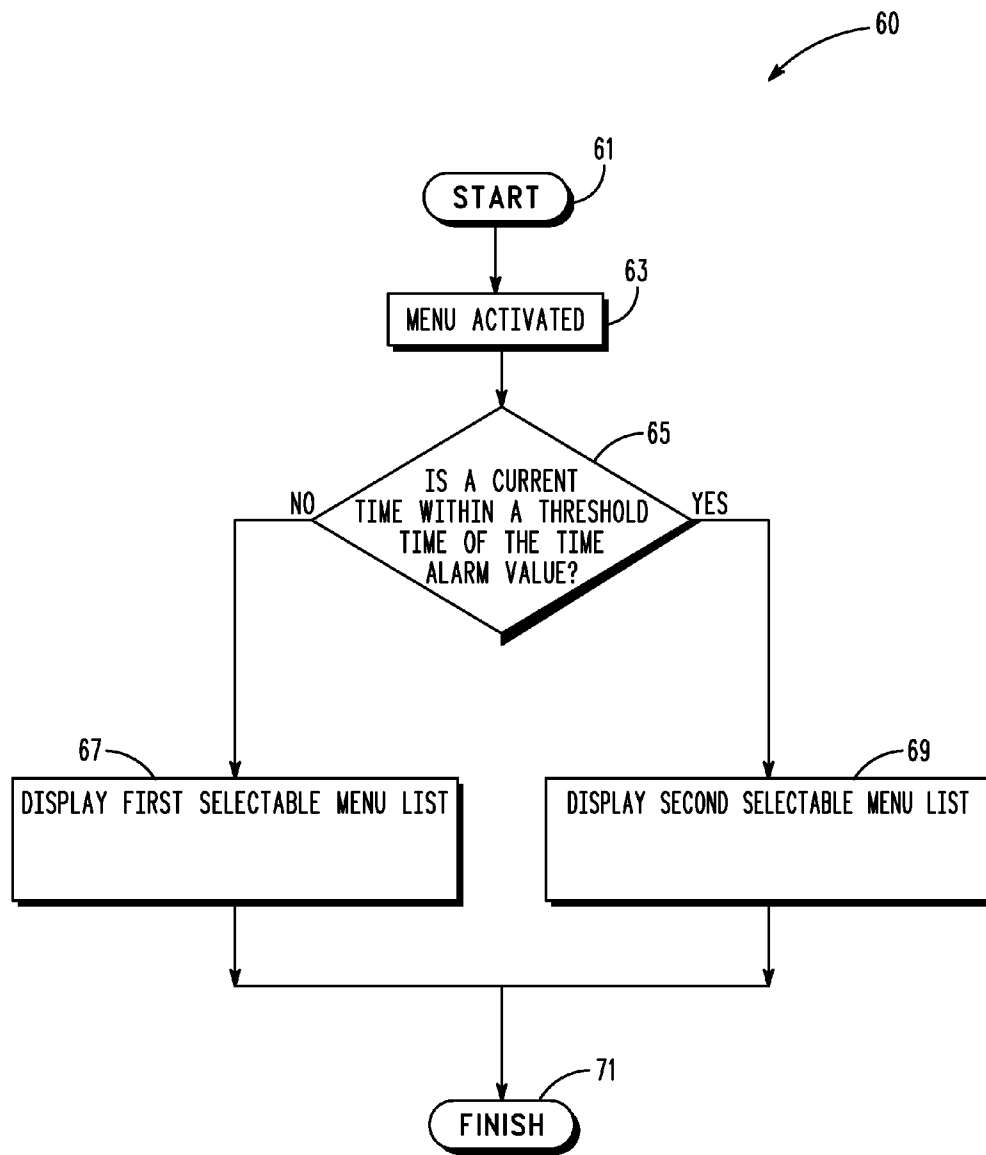 60
START
61
MENU ACTIVATED
63
IS A CURRENT
TIME WITHIN A THRESHOLD
TIME OF THE TIME
ALARM VALUE?
65
NO
YES
67
DISPLAY FIRST SELECTABLE MENU LIST
69
DISPLAY SECOND SELECTABLE MENU LIST
71
FINISH